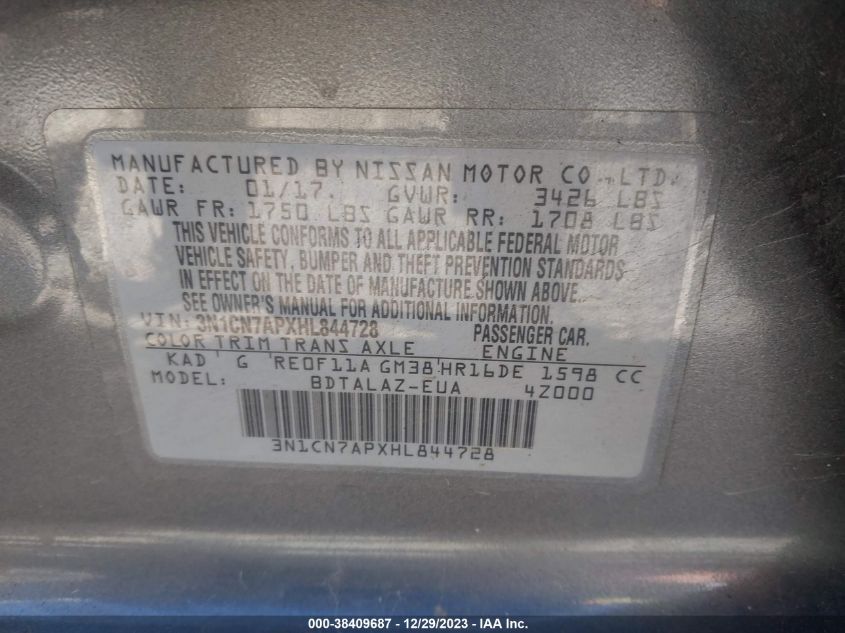 MANUFACTURED BY NISSAN MOTOR CO., LTD.
DATE: 01/17. GVWR: 3426 LBS
GAWR FR: 1750 LBS GAWR RR: 1708 LBS
THIS VEHICLE CONFORMS TO ALL APPLICABLE FEDERAL MOTOR
VEHICLE SAFETY, BUMPER AND THEFT PREVENTION STANDARDS
IN EFFECT ON THE DATE OF MANUFACTURE SHOWN ABOVE.
SEE OWNER'S MANUAL FOR ADDITIONAL INFORMATION.
VIN: 3N1CN7APXHL844728 PASSENGER CAR.
COLOR TRIM TRANS AXLE ENGINE
KAD G RE0F11A GM38 HR16DE 1598 CC
MODEL: BDTALAZ-EUA 4Z000
3N1CN7APXHL844728
000-38409687 - 12/29/2023 - IAA Inc.